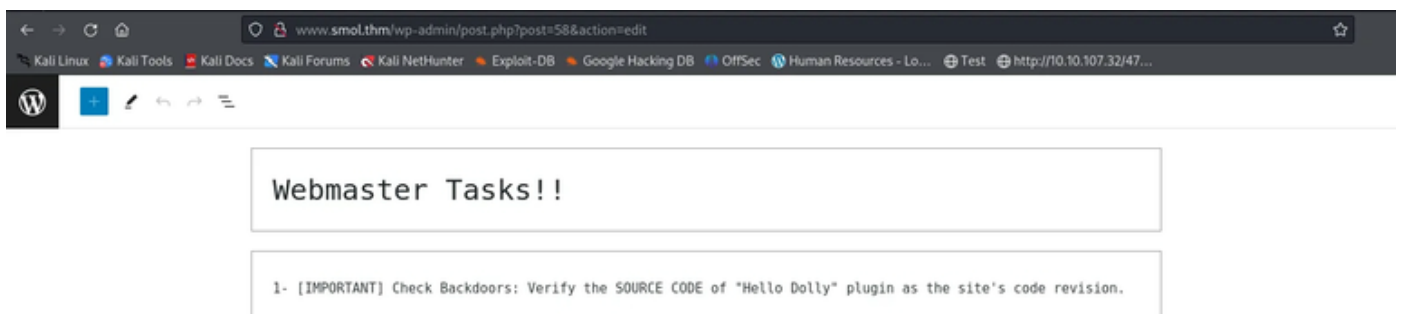 www.smol.thm/wp-admin/post.php?post=58&action=edit
Kali Linux Kali Tools Kali Docs Kali Forums Kali NetHunter Exploit-DB Google Hacking DB OffSec Human Resources - Lo... Test http://10.10.107.32/47...
Webmaster Tasks!!
1- [IMPORTANT] Check Backdoors: Verify the SOURCE CODE of "Hello Dolly" plugin as the site's code revision.